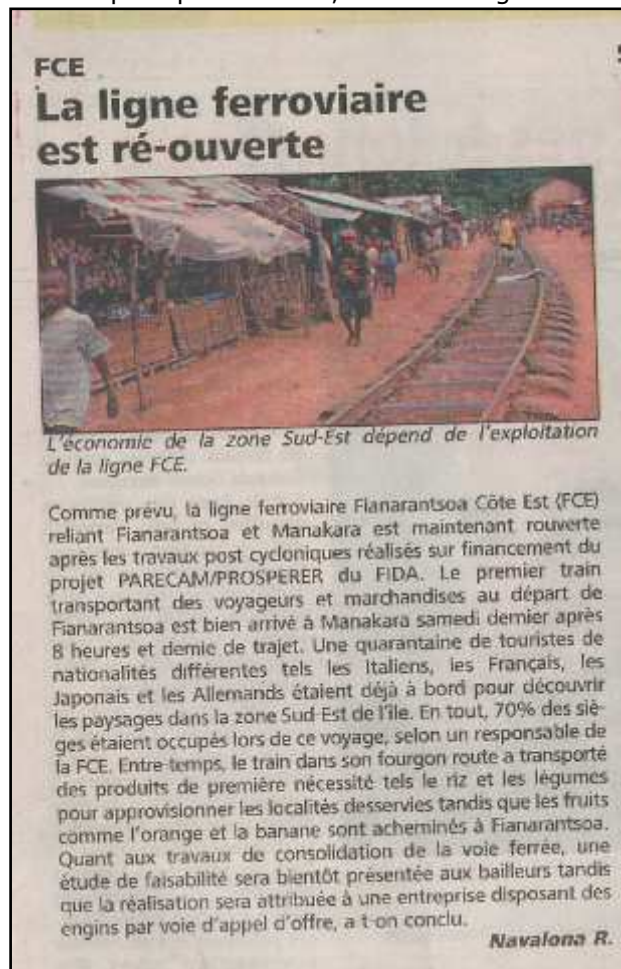 FCE
La ligne ferroviaire
est ré-ouverte
L'économie de la zone Sud-Est dépend de l'exploitation
de la ligne FCE.
Comme prévu, la ligne ferroviaire Fianarantsoa Côte Est (FCE)
reliant Fianarantsoa et Manakara est maintenant rouverte
après les travaux post cycloniques réalisés sur financement du
projet PARECAM/PROSPERER du FIDA. Le premier train
transportant des voyageurs et marchandises au départ de
Fianarantsoa est bien arrivé à Manakara samedi dernier après
8 heures et demie de trajet. Une quarantaine de touristes de
nationalités différentes tels les Italiens, les Français, les
Japonais et les Allemands étaient déjà à bord pour découvrir
les paysages dans la zone Sud-Est de l'île. En tout, 70% des siè-
ges étaient occupés lors de ce voyage, selon un responsable de
la FCE. Entre-temps, le train dans son fourgon route a transporté
des produits de première nécessité tels le riz et les légumes
pour approvisionner les localités desservies tandis que les fruits
comme l'orange et la banane sont acheminés à Fianarantsoa.
Quant aux travaux de consolidation de la voie ferrée, une
étude de faisabilité sera bientôt présentée aux bailleurs tandis
que la réalisation sera attribuée à une entreprise disposant des
engins par voie d'appel d'offre, a t-on conclu.
Navalona R.